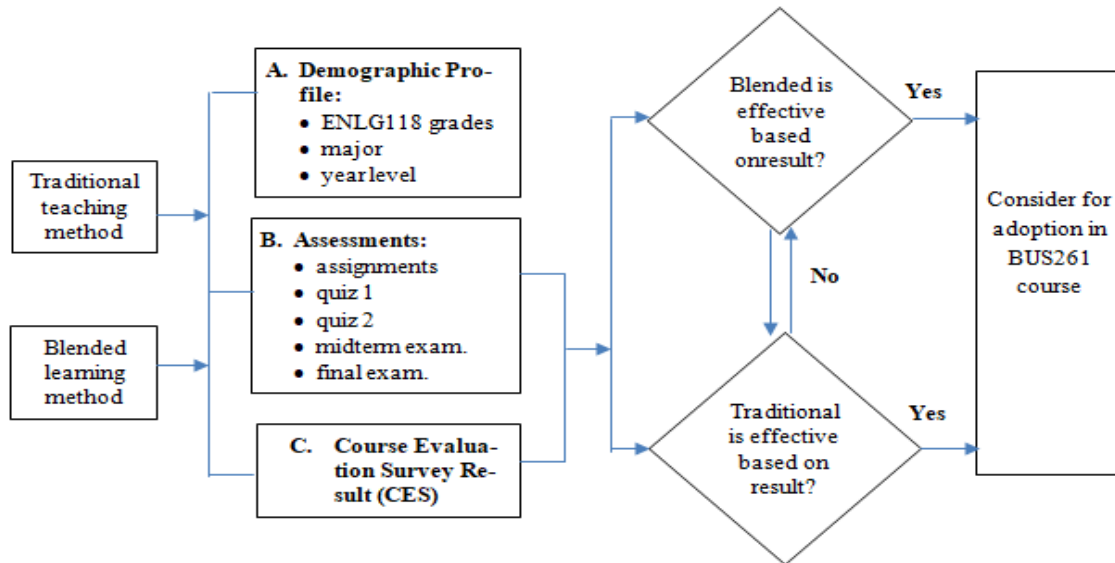 Traditional
teaching
method
Blended
learning
method
A. Demographic Pro-
file:
• ENLG118 grades
• major
• year level
B. Assessments:
• assignments
• quiz 1
• quiz 2
• midterm exam.
• final exam.
C. Course Evalua-
tion Survey Re-
sult (CES)
Blended is
effective
based
onresult?
Yes
No
Traditional
is effective
based on
result?
Yes
Consider for
adoption in
BUS261
course